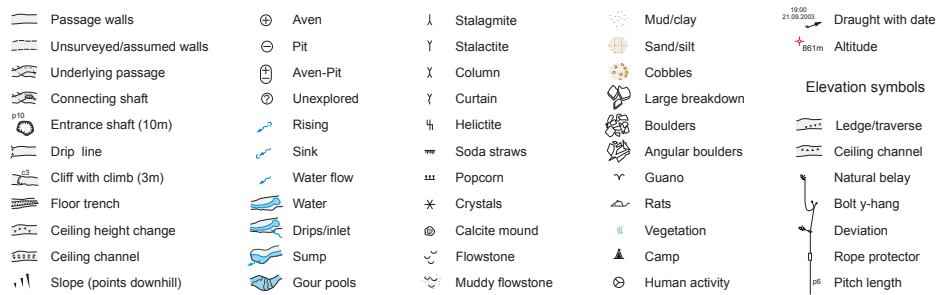 Passage walls
Unsurveyed/assumed walls
Underlying passage
Connecting shaft
p10
Entrance shaft (10m)
Drip line
c3
Cliff with climb (3m)
Floor trench
Ceiling height change
Ceiling channel
Slope (points downhill)
Aven
Pit
Aven-Pit
? Unexplored
Rising
Sink
Water flow
Water
Drips/inlet
Sump
Gour pools
Stalagmite
Stalactite
Column
Curtain
Helictite
Soda straws
Popcorn
Crystals
Calcite mound
Flowstone
Muddy flowstone
Mud/clay
Sand/silt
Cobbles
Large breakdown
Boulders
Angular boulders
Guano
Rats
Vegetation
Camp
Human activity
19:00
21.09.2003
Draught with date
861m
Altitude
Elevation symbols
Ledge/traverse
Ceiling channel
Natural belay
Bolt y-hang
Deviation
Rope protector
p6 Pitch length